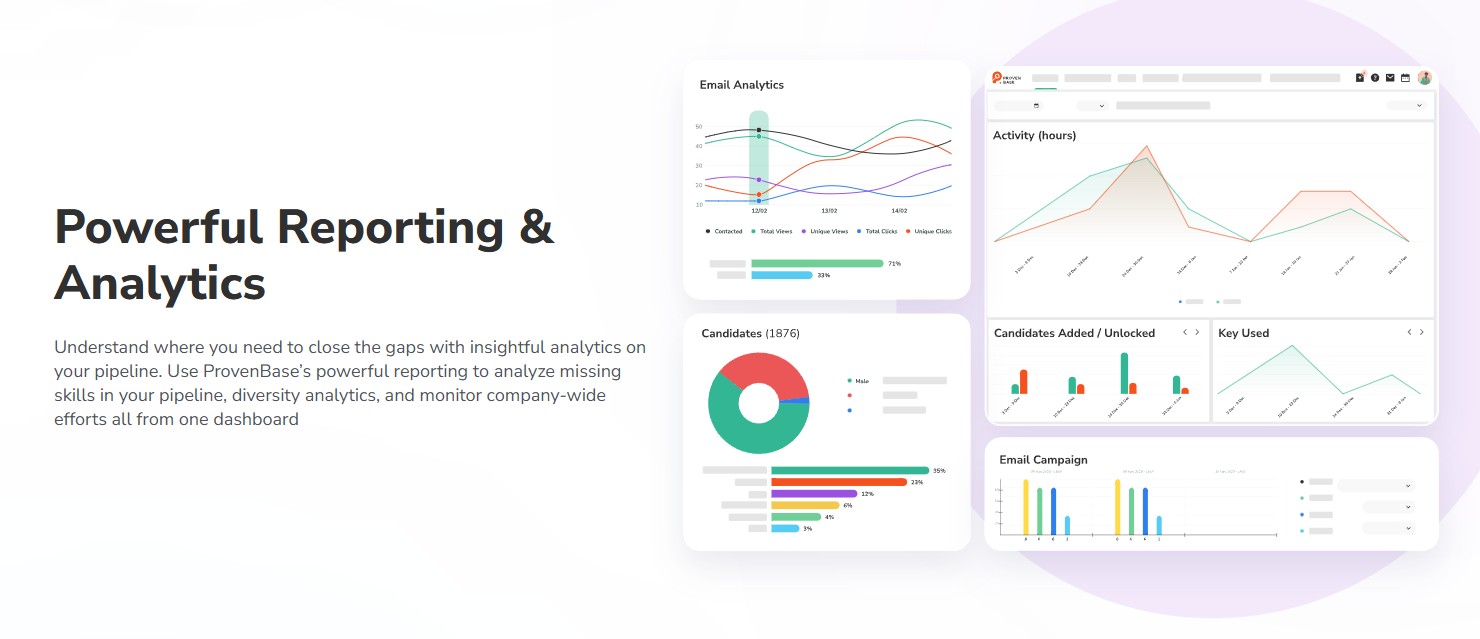 Powerful Reporting &
Analytics
Understand where you need to close the gaps with insightful analytics on
your pipeline. Use ProvenBase's powerful reporting to analyze missing
skills in your pipeline, diversity analytics, and monitor company-wide
efforts all from one dashboard
Email Analytics
50
40
30
20
10
12/02 13/02 14/02
Contacted Total Views Unique Views Total Clicks Unique Clicks
71%
33%
Candidates (1876)
Male
35%
23%
12%
6%
4%
3%
PROVEN
BASE
Activity (hours)
Candidates Added / Unlocked
Key Used
Email Campaign